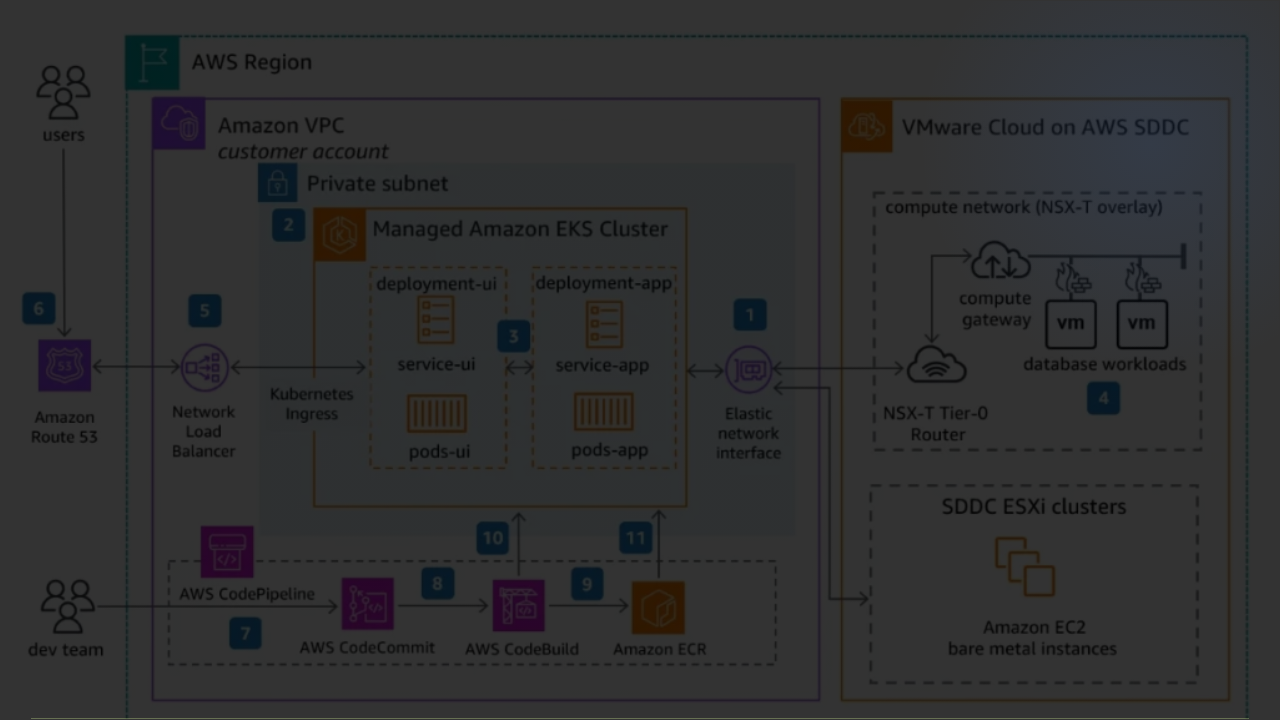 AWS Region
users
Amazon VPC
customer account
VMware Cloud on AWS SDDC
Private subnet
2
Managed Amazon EKS Cluster
compute network (NSX-T overlay)
deployment-ui
deployment-app
6
5
3
1
compute
gateway
vm
vm
53
service-ui
service-app
database workloads
Kubernetes
Ingress
4
Amazon
Route 53
Network
Load
Balancer
Elastic
network
interface
NSX-T Tier-0
Router
pods-ui
pods-app
SDDC ESXi clusters
10
11
AWS CodePipeline
8
9
7
dev team
AWS CodeCommit
AWS CodeBuild
Amazon ECR
Amazon EC2
bare metal instances